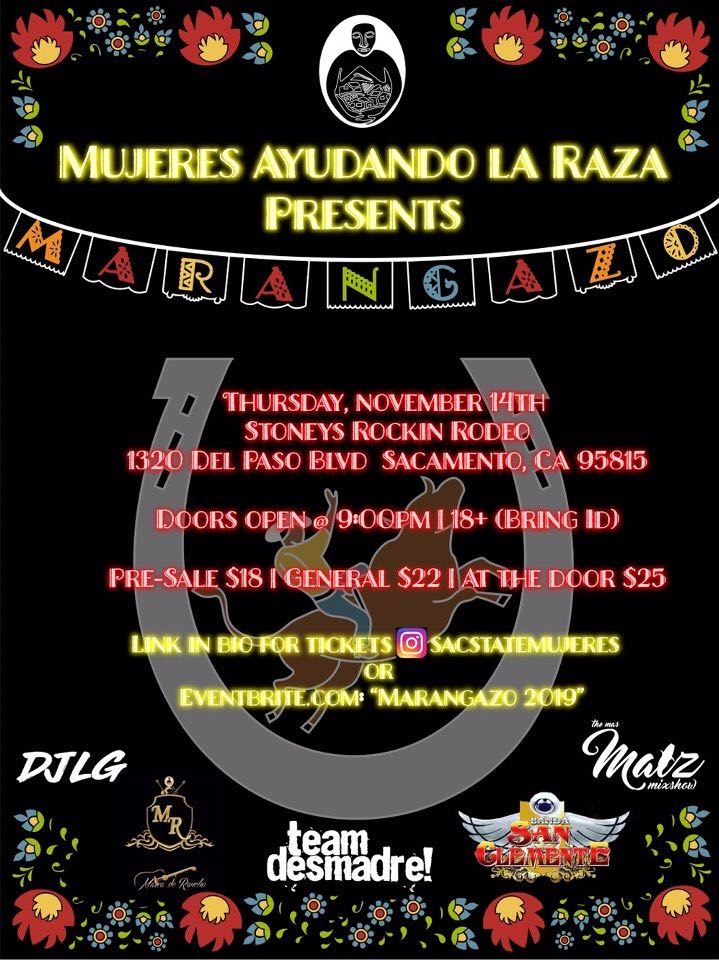 MUJERES AYUDANDO LA RAZA
PRESENTS
MARANGAZO
THURSDAY, NOVEMBER 14TH
STONEYS ROCKIN RODEO
1320 DEL PASO BLVD SACAMENTO, CA 95815
DOORS OPEN @ 9:00PM | 18+ (BRING ID)
PRE-SALE $18 | GENERAL $22 | AT THE DOOR $25
LINK IN BIO FOR TICKETS SACSTATEMUJERES
OR
EVENTBRITE.COM: "MARANGAZO 2019"
DJLG
the mas
Matz
mixshow
MR
Marca de Rancho
team
desmadre!
BANDA
SAN
CLEMENTE